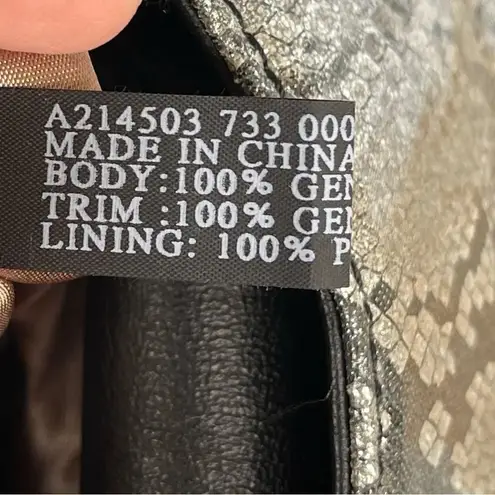 A214503 733 000
MADE IN CHINA
BODY:100% GEN
TRIM :100% GEN
LINING: 100% P